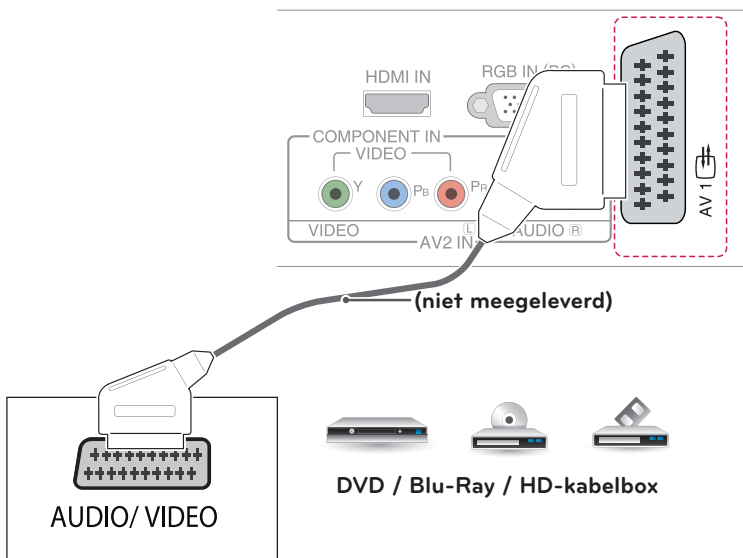 HDMI IN
RGB IN (PC)
COMPONENT IN
VIDEO
Y
PB
PR
VIDEO
L
AUDIO
R
AV2 IN
AV 1
(niet meegeleverd)
DVD / Blu-Ray / HD-kabelbox
AUDIO/ VIDEO